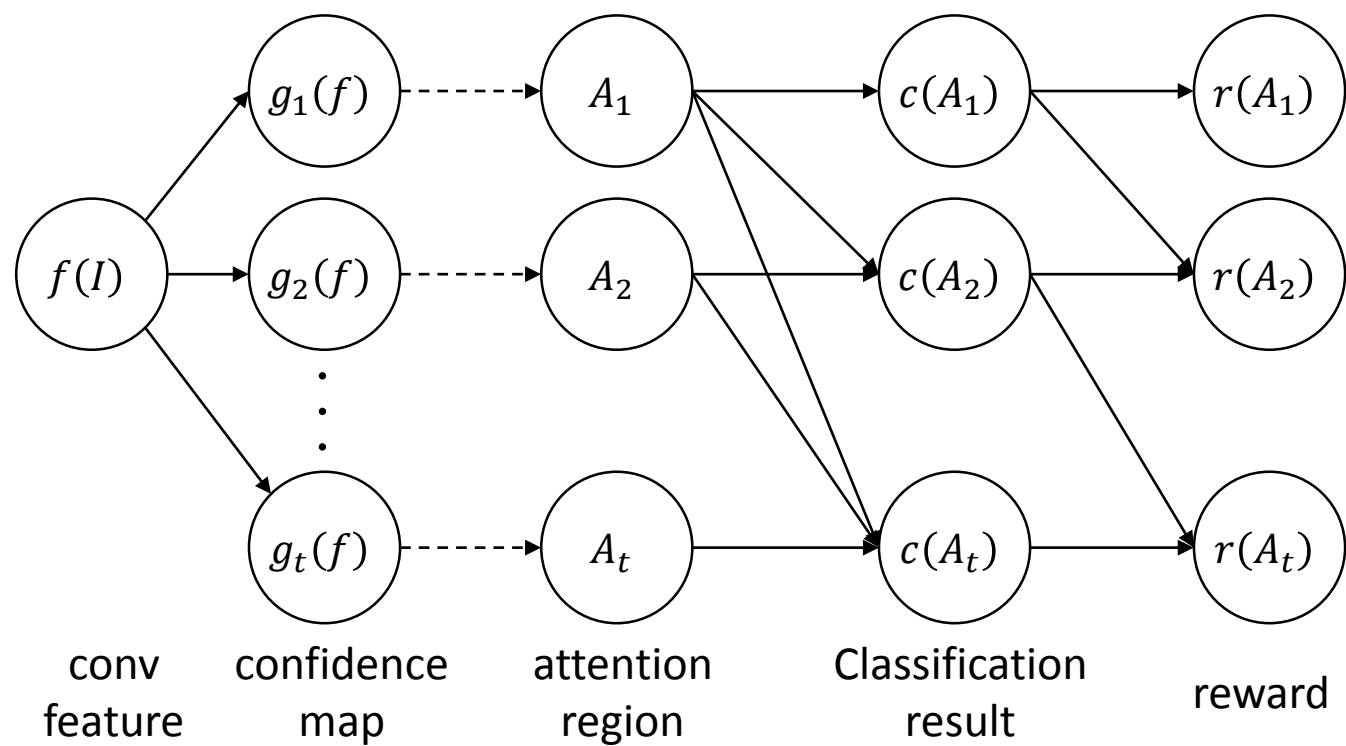 g₁(f) A₁ c(A₁) r(A₁)
f(I) g₂(f) A₂ c(A₂) r(A₂)
gₜ(f) Aₜ c(Aₜ) r(Aₜ)
conv feature
confidence map
attention region
Classification result
reward